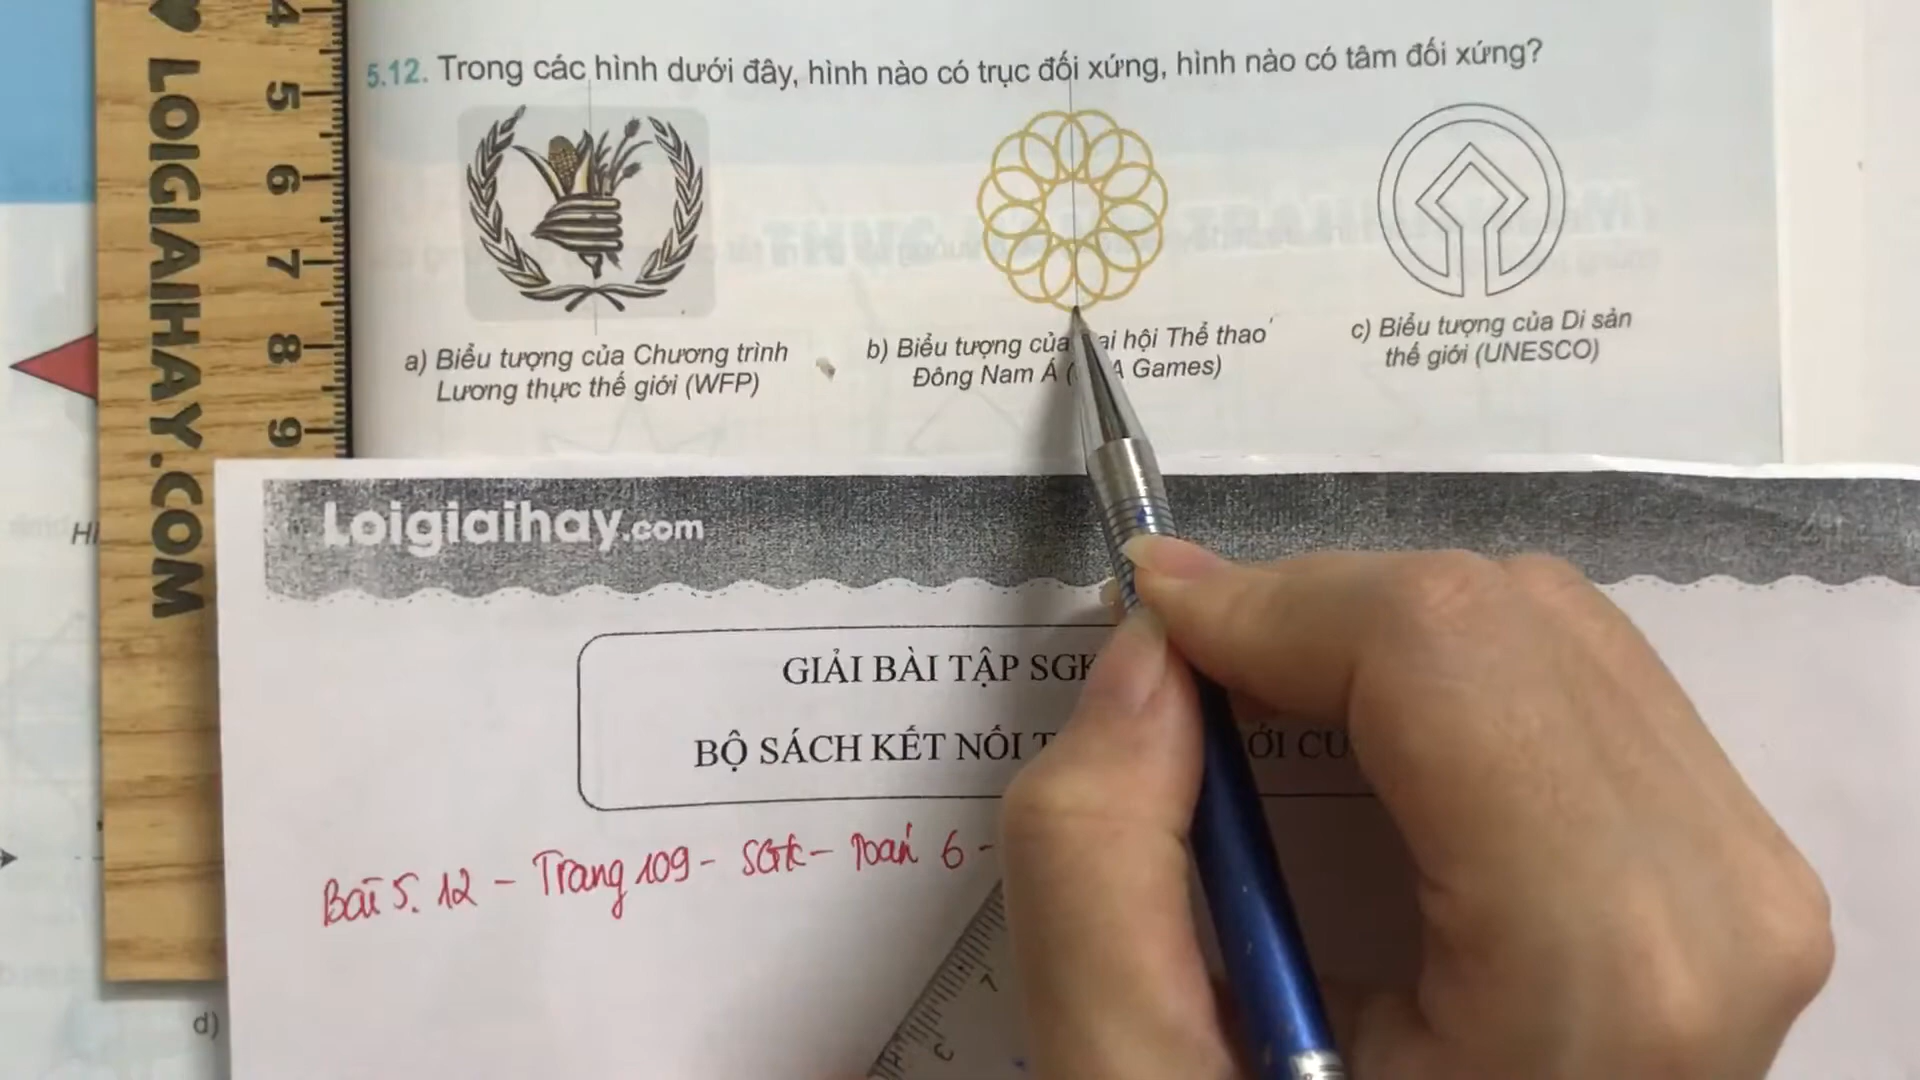 LOIGIAIHAY.COM
4
5
6
7
8
9
5.12. Trong các hình dưới đây, hình nào có trục đối xứng, hình nào có tâm đối xứng?
a) Biểu tượng của Chương trình
Lương thực thế giới (WFP)
b) Biểu tượng của ại hội Thể thao
Đông Nam Á ( A Games)
c) Biểu tượng của Di sản
thế giới (UNESCO)
Loigiaihay.com
GIẢI BÀI TẬP SGK
BỘ SÁCH KẾT NỐI
Bài 5.12 - Trang 109 - SGK - Toán 6 -
d)
7